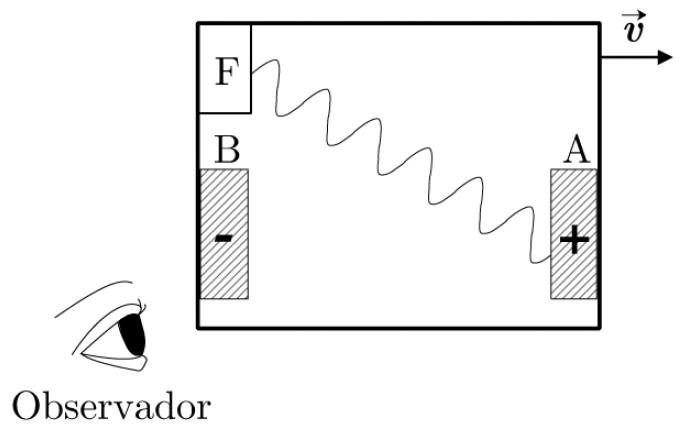 v
F
B A
- +
Observador